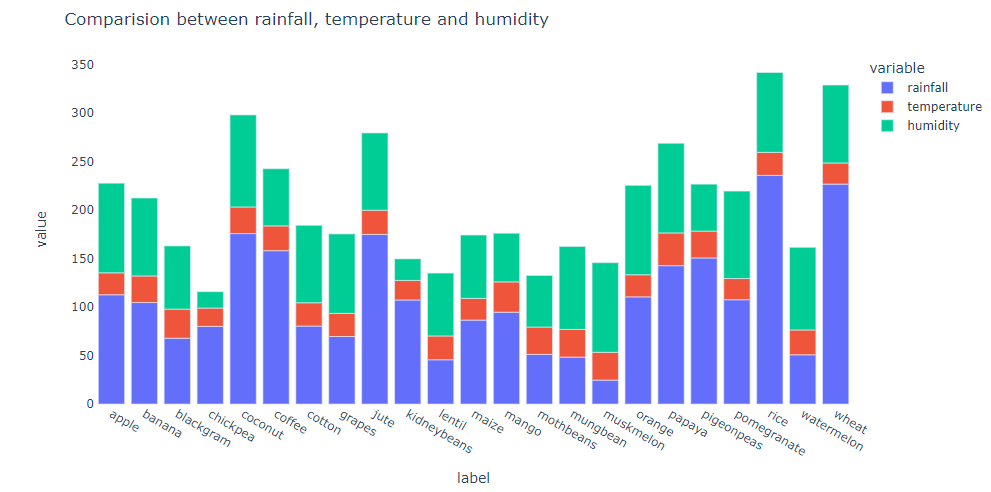 Comparision between rainfall, temperature and humidity
350
300
250
200
150
100
50
0
value
apple
banana
blackgram
chickpea
coconut
coffee
cotton
grapes
jute
kidneybeans
lentil
maize
mango
mothbeans
mungbean
muskmelon
orange
papaya
pigeonpeas
pomegranate
rice
watermelon
wheat
label
variable
rainfall
temperature
humidity